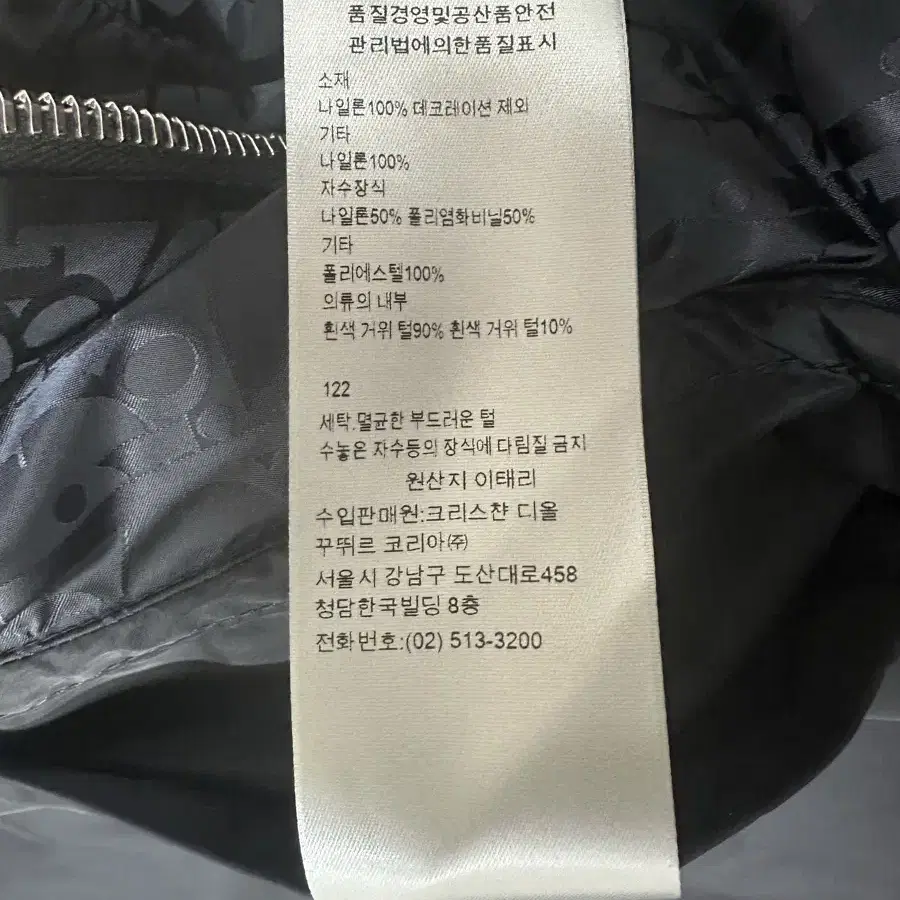 품질경영및공산품안전
관리법에의한품질표시
소재
나일론100% 데코레이션 제외
기타
나일론100%
자수장식
나일론50% 폴리염화비닐50%
기타
폴리에스텔100%
의류의 내부
흰색 거위 털90% 흰색 거위 털10%
122
세탁,멸균한 부드러운 털
수놓은 자수등의 장식에 다림질 금지
원산지 이태리
수입판매원:크리스챤 디올
꾸뛰르 코리아㈜
서울시 강남구 도산대로458
청담한국빌딩 8층
전화번호:(02) 513-3200